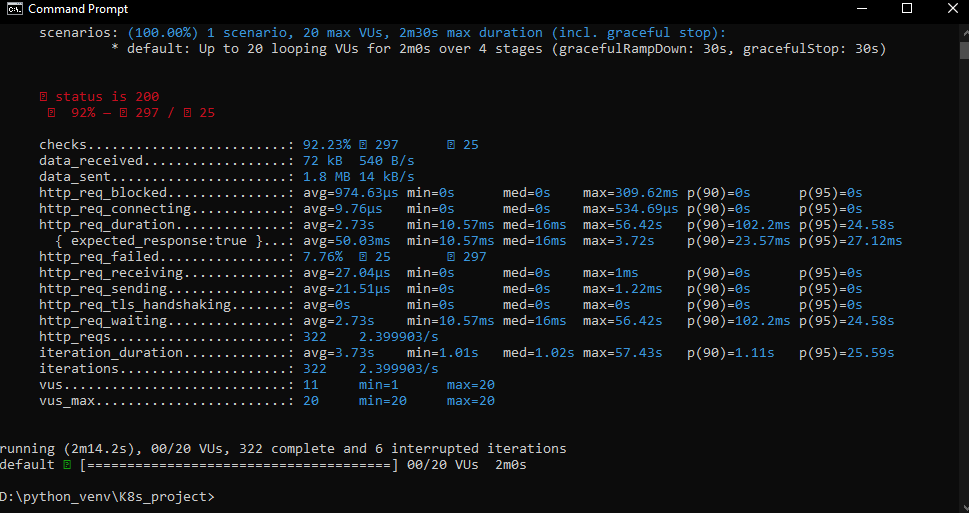 Command Prompt
scenarios: (100.00%) 1 scenario, 20 max VUs, 2m30s max duration (incl. graceful stop):
* default: Up to 20 looping VUs for 2m0s over 4 stages (gracefulRampDown: 30s, gracefulStop: 30s)
status is 200
92% — 297 / 25
checks.........................: 92.23% 297 25
data_received..................: 72 kB 540 B/s
data_sent......................: 1.8 MB 14 kB/s
http_req_blocked...............: avg=974.63µs min=0s med=0s max=309.62ms p(90)=0s p(95)=0s
http_req_connecting............: avg=9.76µs min=0s med=0s max=534.69µs p(90)=0s p(95)=0s
http_req_duration..............: avg=2.73s min=10.57ms med=16ms max=56.42s p(90)=102.2ms p(95)=24.58s
{ expected_response:true }...: avg=50.03ms min=10.57ms med=16ms max=3.72s p(90)=23.57ms p(95)=27.12ms
http_req_failed................: 7.76% 25 297
http_req_receiving.............: avg=27.04µs min=0s med=0s max=1ms p(90)=0s p(95)=0s
http_req_sending...............: avg=21.51µs min=0s med=0s max=1.22ms p(90)=0s p(95)=0s
http_req_tls_handshaking.......: avg=0s min=0s med=0s max=0s p(90)=0s p(95)=0s
http_req_waiting...............: avg=2.73s min=10.57ms med=16ms max=56.42s p(90)=102.2ms p(95)=24.58s
http_reqs......................: 322 2.399903/s
iteration_duration.............: avg=3.73s min=1.01s med=1.02s max=57.43s p(90)=1.11s p(95)=25.59s
iterations.....................: 322 2.399903/s
vus............................: 11 min=1 max=20
vus_max........................: 20 min=20 max=20
running (2m14.2s), 00/20 VUs, 322 complete and 6 interrupted iterations
default [======================================] 00/20 VUs 2m0s
D:\python_venv\K8s_project>